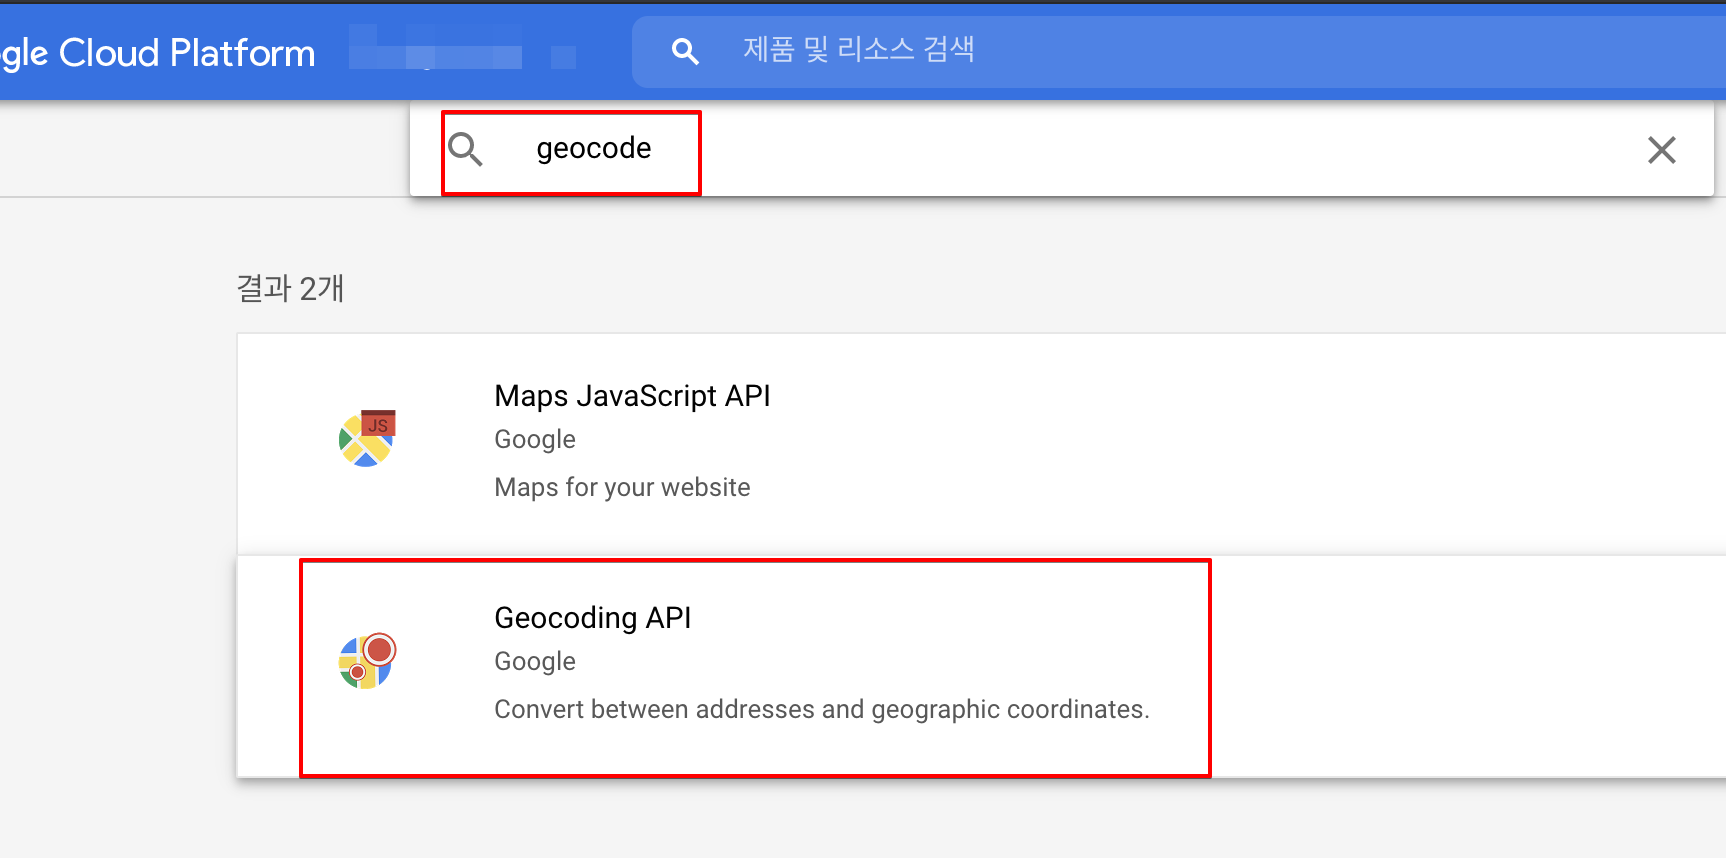 gle Cloud Platform
제품 및 리소스 검색
geocode
결과 2개
JS
Maps JavaScript API
Google
Maps for your website
Geocoding API
Google
Convert between addresses and geographic coordinates.